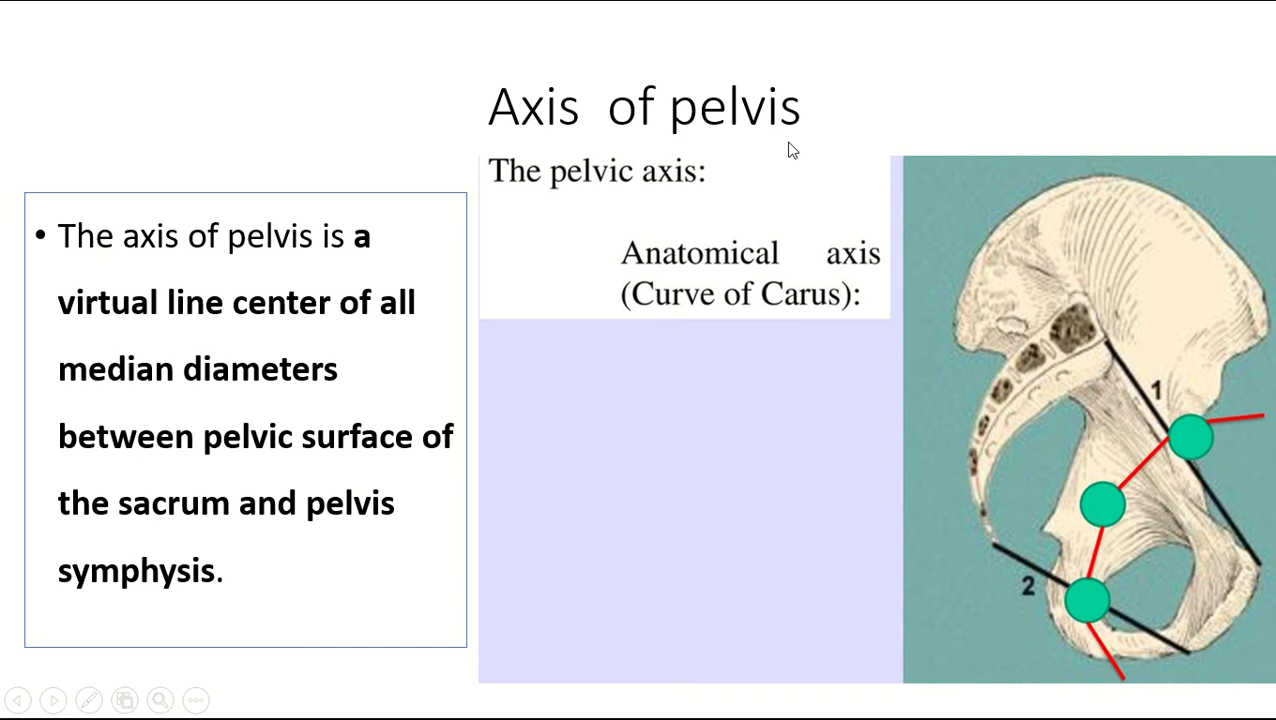 Axis of pelvis
• The axis of pelvis is a
virtual line center of all
median diameters
between pelvic surface of
the sacrum and pelvis
symphysis.
The pelvic axis:
Anatomical axis
(Curve of Carus):
1
2